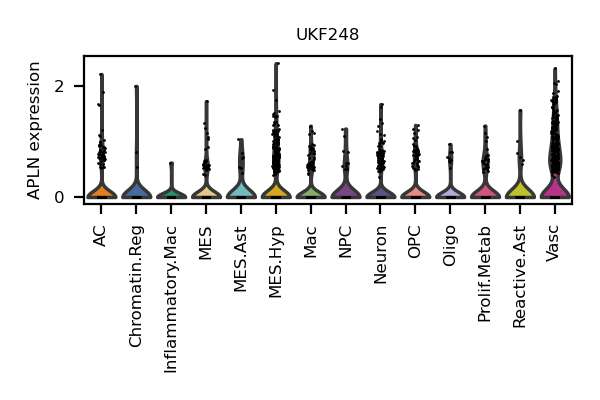 UKF248
APLN expression
2
0
AC
Chromatin.Reg
Inflammatory.Mac
MES
MES.Ast
MES.Hyp
Mac
NPC
Neuron
OPC
Oligo
Prolif.Metab
Reactive.Ast
Vasc